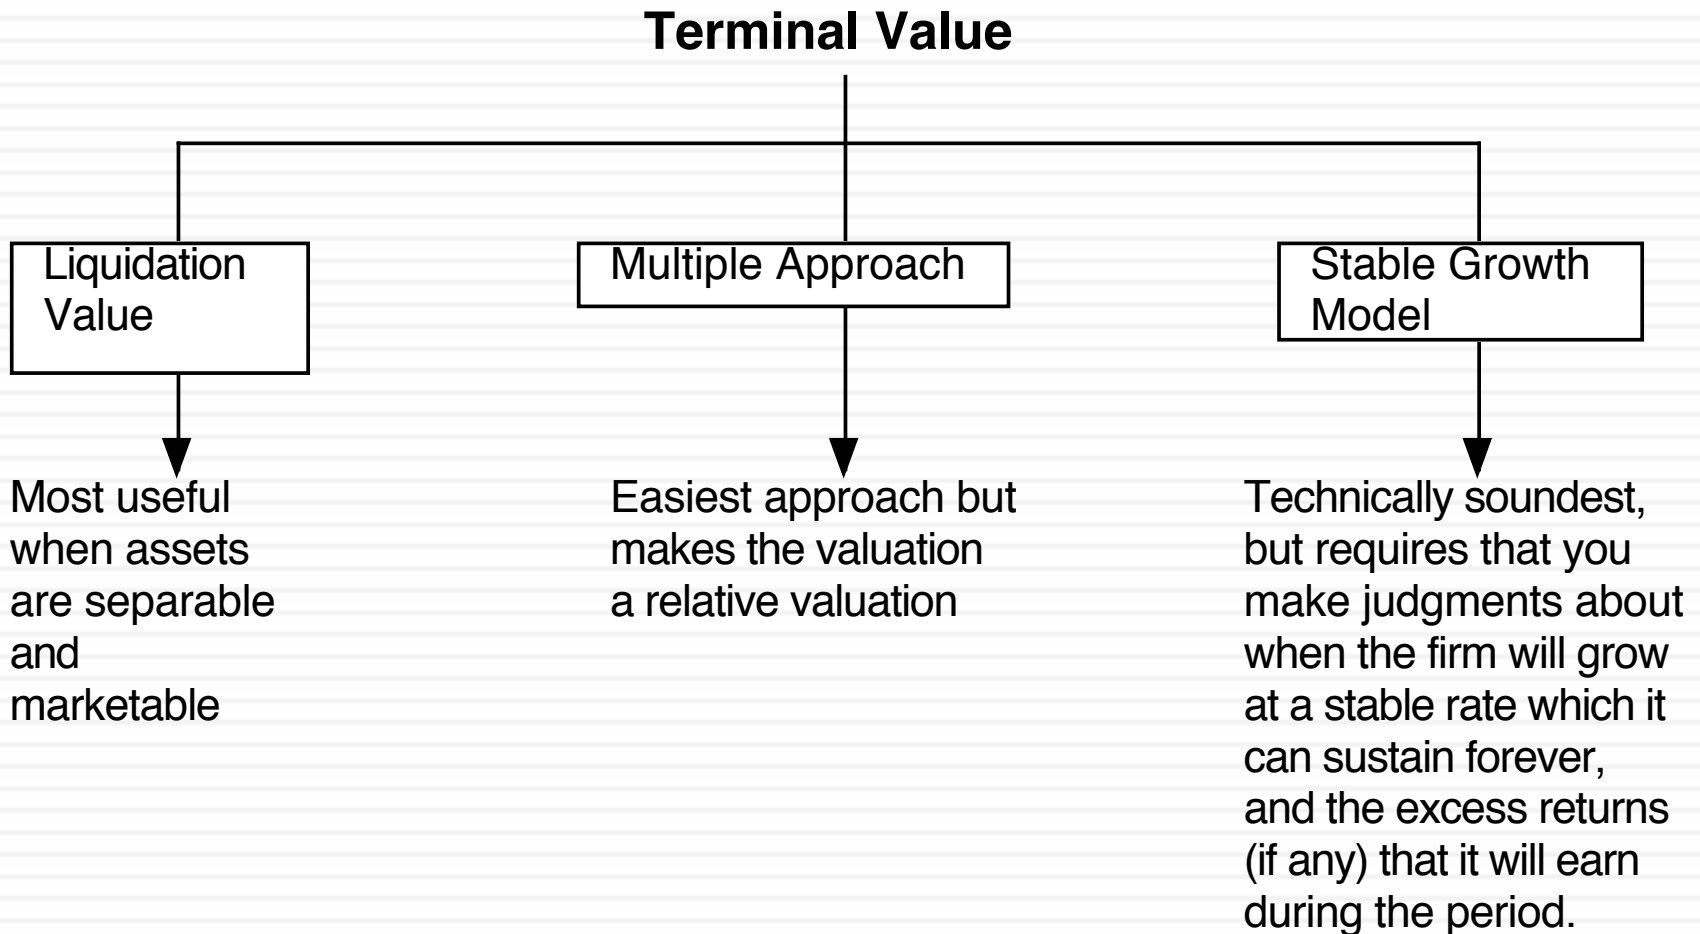 Terminal Value
Liquidation
Value
Multiple Approach
Stable Growth
Model
Most useful
when assets
are separable
and
marketable
Easiest approach but
makes the valuation
a relative valuation
Technically soundest,
but requires that you
make judgments about
when the firm will grow
at a stable rate which it
can sustain forever,
and the excess returns
(if any) that it will earn
during the period.